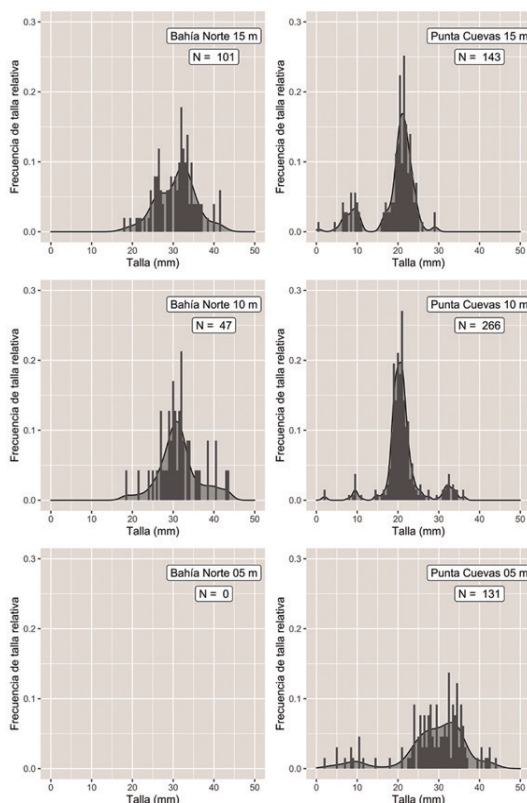 Bahía Norte 15 m
N = 101
Frecuencia de talla relativa
0.3
0.2
0.1
0.0
0 10 20 30 40 50
Talla (mm)
Punta Cuevas 15 m
N = 143
Frecuencia de talla relativa
0.3
0.2
0.1
0.0
0 10 20 30 40 50
Talla (mm)
Bahía Norte 10 m
N = 47
Frecuencia de talla relativa
0.3
0.2
0.1
0.0
0 10 20 30 40 50
Talla (mm)
Punta Cuevas 10 m
N = 266
Frecuencia de talla relativa
0.3
0.2
0.1
0.0
0 10 20 30 40 50
Talla (mm)
Bahía Norte 05 m
N = 0
Frecuencia de talla relativa
0.3
0.2
0.1
0.0
0 10 20 30 40 50
Talla (mm)
Punta Cuevas 05 m
N = 131
Frecuencia de talla relativa
0.3
0.2
0.1
0.0
0 10 20 30 40 50
Talla (mm)